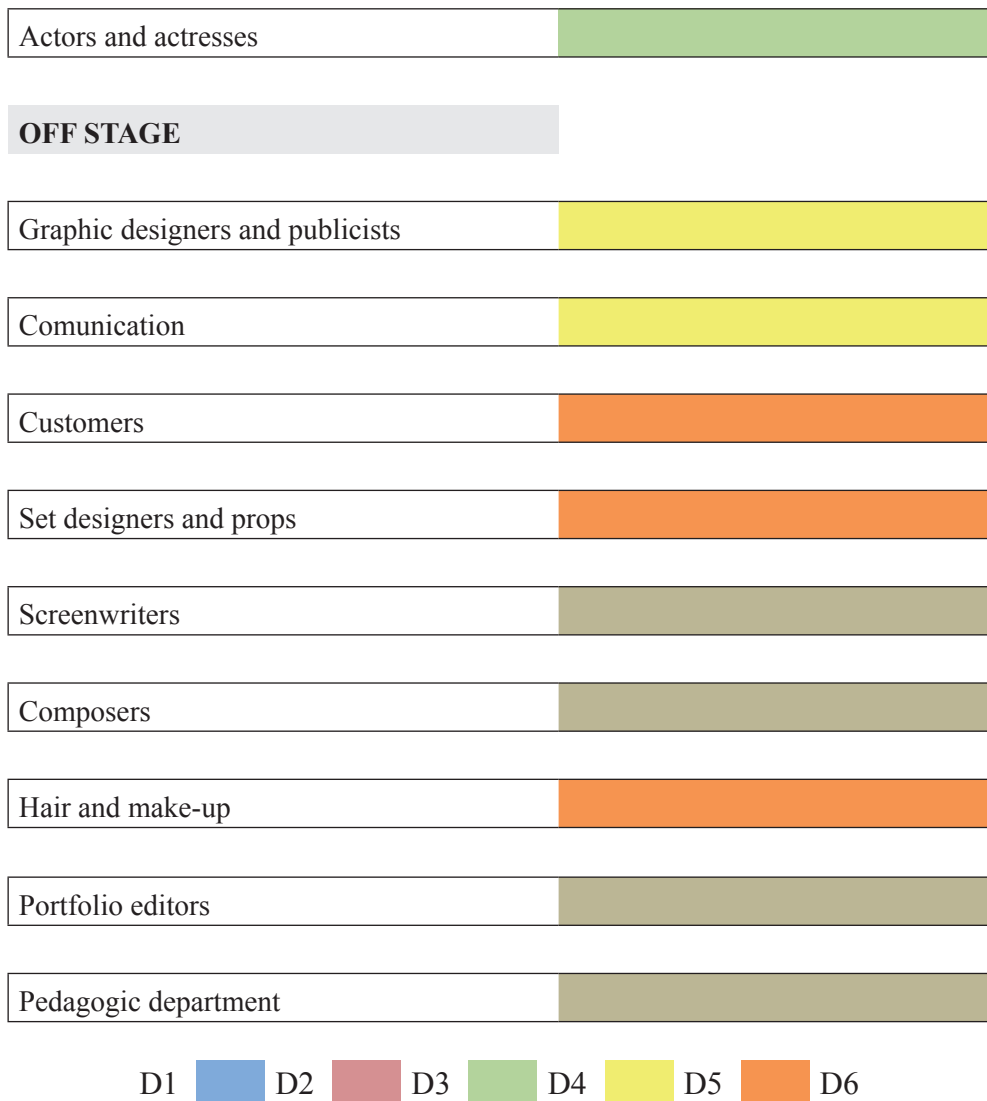 Actors and actresses
OFF STAGE
Graphic designers and publicists
Comunication
Customers
Set designers and props
Screenwriters
Composers
Hair and make-up
Portfolio editors
Pedagogic department
D1 D2 D3 D4 D5 D6